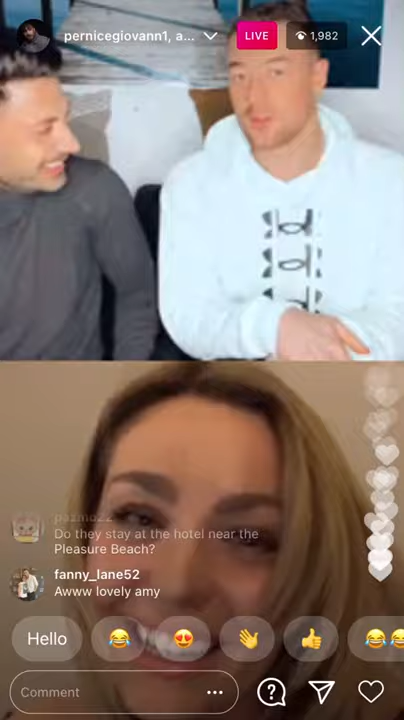 pernicegiovann1, a...
LIVE
1,982
pazmo22
Do they stay at the hotel near the
Pleasure Beach?
fanny_lane52
Awww lovely amy
Hello
Comment